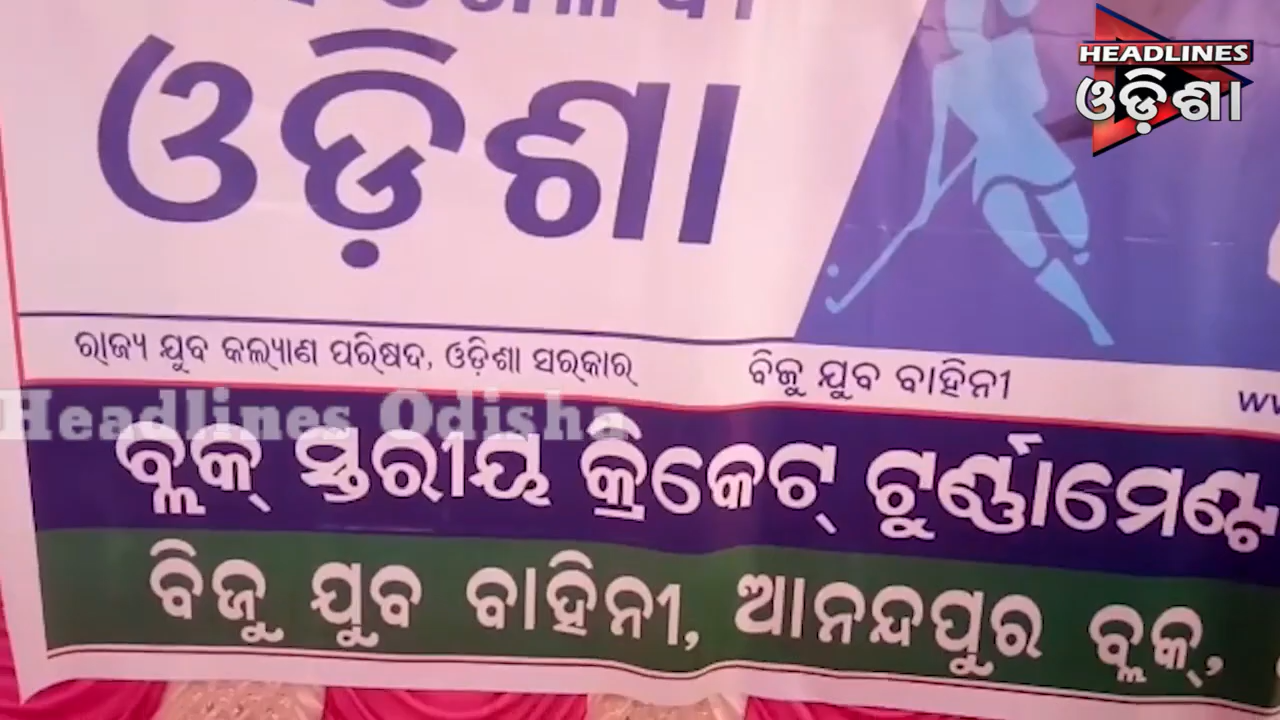 HEADLINES
ଓଡ଼ିଶା
ଓଡ଼ିଶା
ରାଜ୍ୟ ଯୁବ କଲ୍ୟାଣ ପରିଷଦ, ଓଡ଼ିଶା ସରକାର
ବିଜୁ ଯୁବ ବାହିନୀ
Headlines Odisha
ବ୍ଲକ୍ ସ୍ତରୀୟ କ୍ରିକେଟ୍ ଟୁର୍ଣ୍ଣାମେଣ୍ଟ
ବିଜୁ ଯୁବ ବାହିନୀ, ଆନନ୍ଦପୁର ବ୍ଲକ୍,